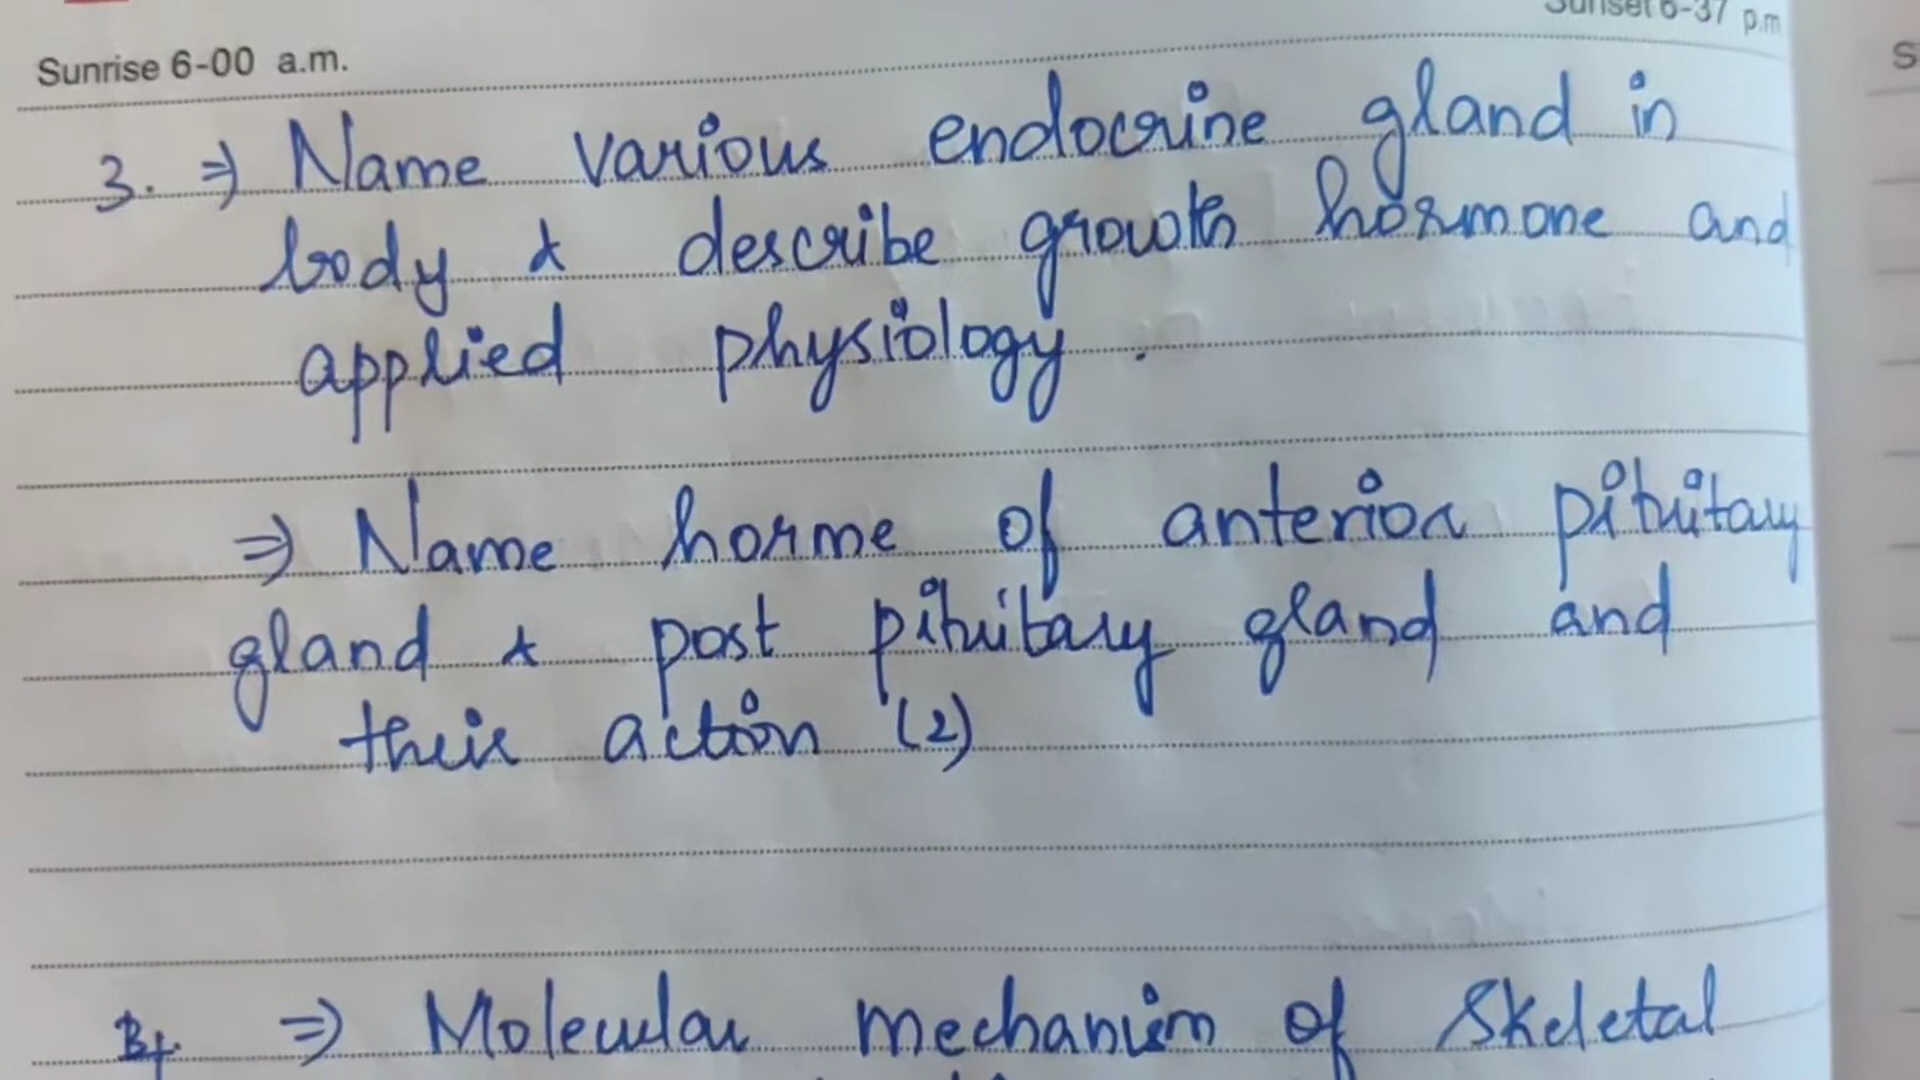 Sunset 6-37 p.m
Sunrise 6-00 a.m.
3. ⇒ Name various endocrine gland in
body & describe growth hormone and
applied physiology.
⇒ Name horme of anterior pituitary
gland & post pituitary gland and
their action (2)
⇒ Molecular mechanism of skeletal